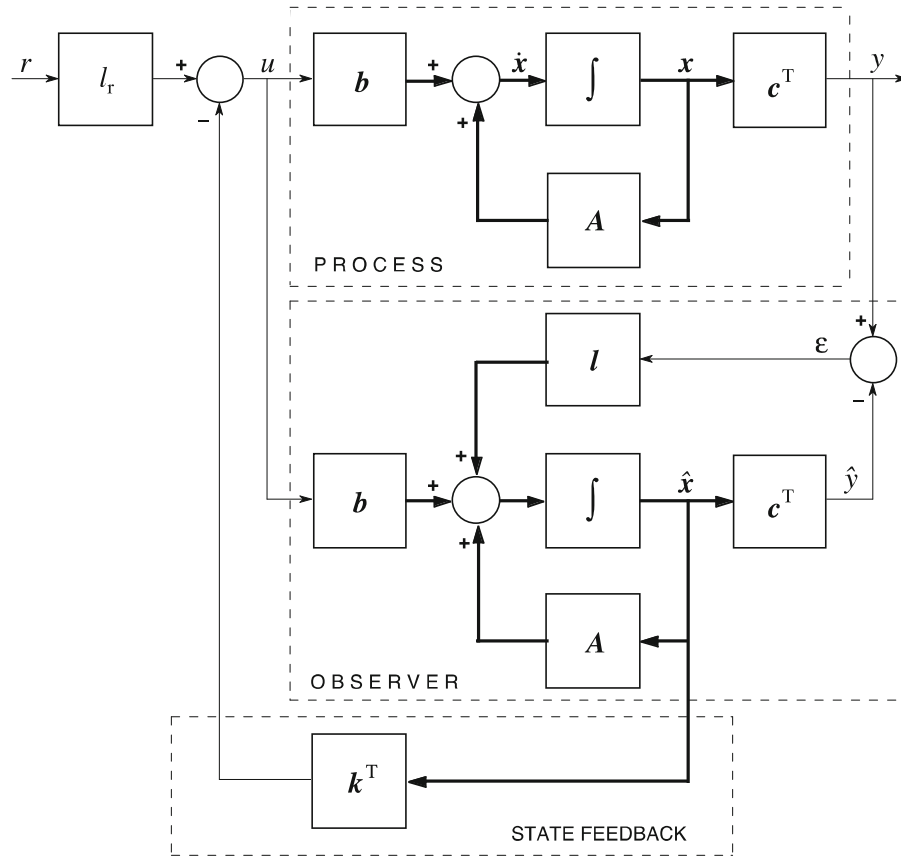 r
l_r
+
−
u
b
+
+
ẋ
∫
x
c^T
y
A
PROCESS
+
−
ε
l
+
b
+
+
∫
x̂
c^T
ŷ
A
OBSERVER
k^T
STATE FEEDBACK